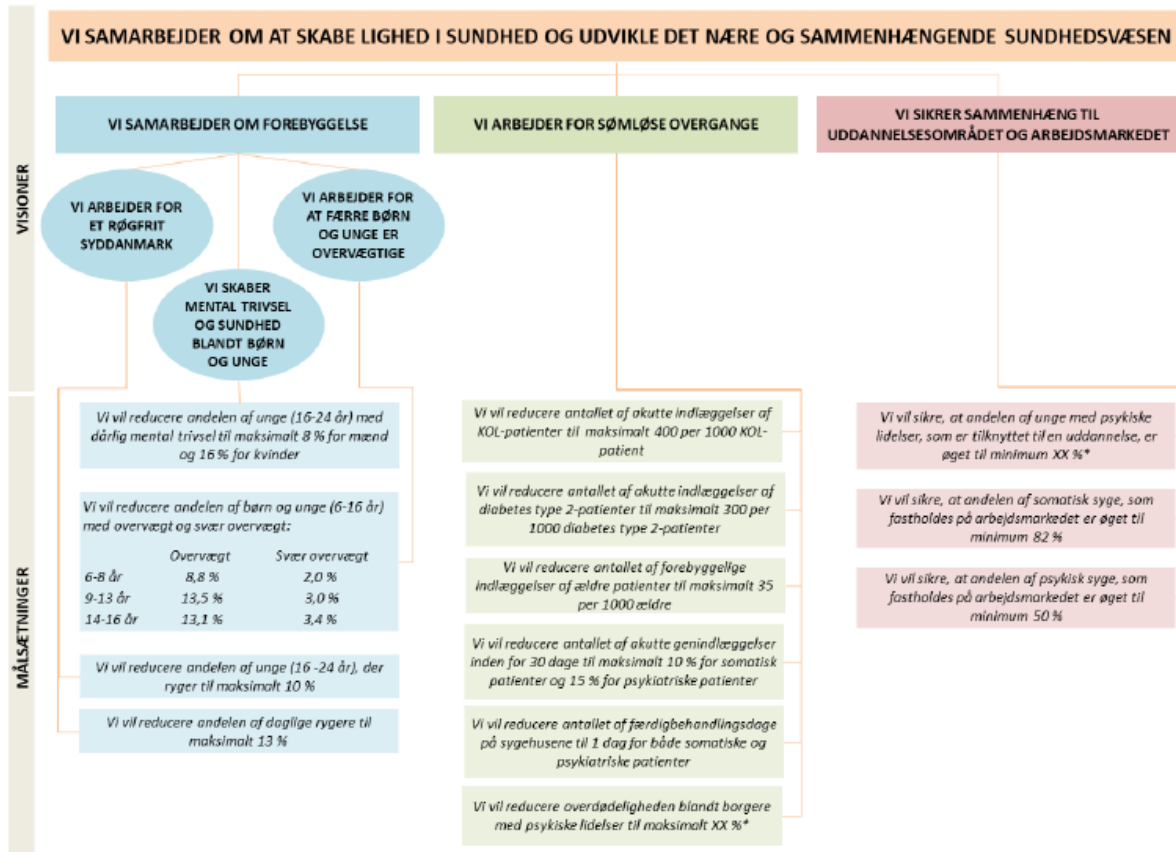 VI SAMARBEJDER OM AT SKABE LIGHED I SUNDHED OG UDVIKLE DET NÆRE OG SAMMENHÆNGENDE SUNDHEDSVÆSEN
VISIONER
VI SAMARBEJDER OM FOREBYGGELSE
VI ARBEJDER FOR
ET RØGFRIT
SYDDANMARK
VI SKABER
MENTAL TRIVSEL
OG SUNDHED
BLANDT BØRN
OG UNGE
VI ARBEJDER FOR
AT FÆRRE BØRN
OG UNGE ER
OVERVÆGTIGE
VI ARBEJDER FOR SØMLØSE OVERGANGE
VI SIKRER SAMMENHÆNG TIL
UDDANNELSESOMRÅDET OG ARBEJDSMARKEDET
MÅLSÆTNINGER
Vi vil reducere andelen af unge (16-24 år) med
dårlig mental trivsel til maksimalt 8 % for mænd
og 16 % for kvinder
Vi vil reducere andelen af børn og unge (6-16 år)
med overvægt og svær overvægt:
Overvægt Svær overvægt
6-8 år 8,8 % 2,0 %
9-13 år 13,5 % 3,0 %
14-16 år 13,1 % 3,4 %
Vi vil reducere andelen af unge (16 -24 år), der
ryger til maksimalt 10 %
Vi vil reducere andelen af daglige rygere til
maksimalt 13 %
Vi vil reducere antallet af akutte indlæggelser af
KOL-patienter til maksimalt 400 per 1000 KOL-
patient
Vi vil reducere antallet af akutte indlæggelser af
diabetes type 2-patienter til maksimalt 300 per
1000 diabetes type 2-patienter
Vi vil reducere antallet af forebyggelige
indlæggelser af ældre patienter til maksimalt 35
per 1000 ældre
Vi vil reducere antallet af akutte genindlæggelser
inden for 30 dage til maksimalt 10 % for somatisk
patienter og 15 % for psykiatriske patienter
Vi vil reducere antallet af færdigbehandlingsdage
på sygehusene til 1 dag for både somatiske og
psykiatriske patienter
Vi vil reducere overdødeligheden blandt borgere
med psykiske lidelser til maksimalt XX %*
Vi vil sikre, at andelen af unge med psykiske
lidelser, som er tilknyttet til en uddannelse, er
øget til minimum XX %*
Vi vil sikre, at andelen af somatisk syge, som
fastholdes på arbejdsmarkedet er øget til
minimum 82 %
Vi vil sikre, at andelen af psykisk syge, som
fastholdes på arbejdsmarkedet er øget til
minimum 50 %